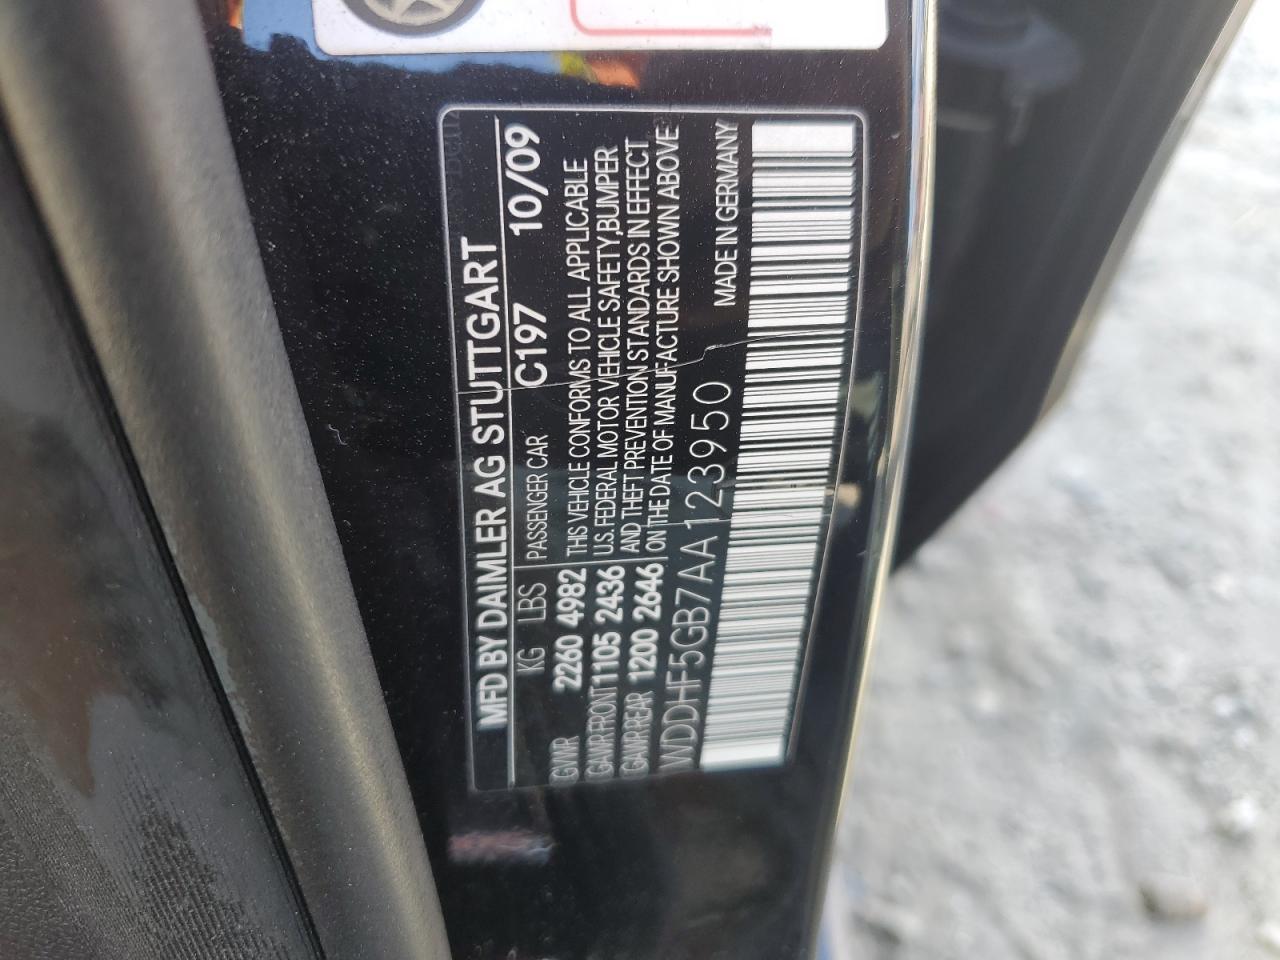 MFD BY DAIMLER AG STUTTGART
KG LBS PASSENGER CAR C197 10/09
GVWR 2260 4982 THIS VEHICLE CONFORMS TO ALL APPLICABLE
GAWR FRONT 1105 2436 U.S. FEDERAL MOTOR VEHICLE SAFETY,BUMPER
GAWR REAR 1200 2646 AND THEFT PREVENTION STANDARDS IN EFFECT
ON THE DATE OF MANUFACTURE SHOWN ABOVE
WDDHF5GB7AA123950 MADE IN GERMANY